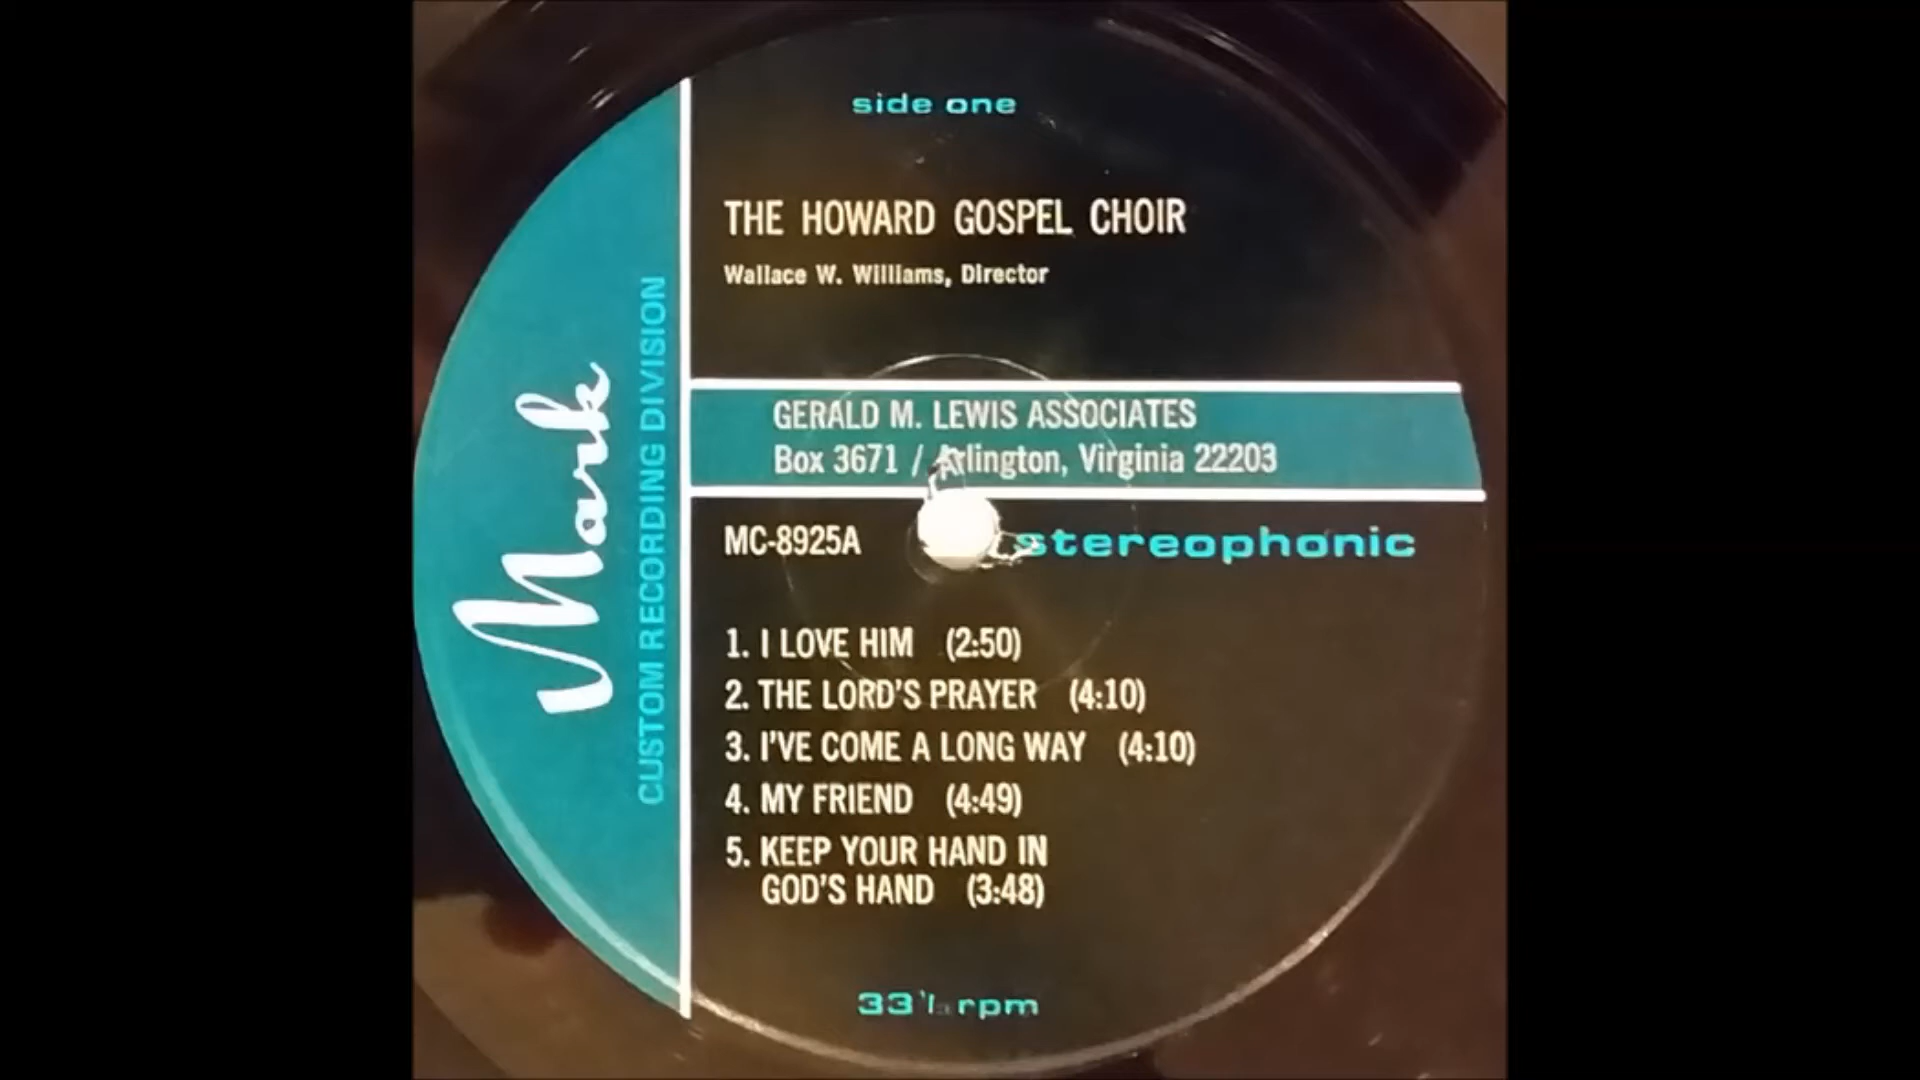 side one
THE HOWARD GOSPEL CHOIR
Wallace W. Williams, Director
GERALD M. LEWIS ASSOCIATES
Box 3671 / Arlington, Virginia 22203
MC-8925A
stereophonic
Mark
CUSTOM RECORDING DIVISION
1. I LOVE HIM (2:50)
2. THE LORD'S PRAYER (4:10)
3. I'VE COME A LONG WAY (4:10)
4. MY FRIEND (4:49)
5. KEEP YOUR HAND IN
GOD'S HAND (3:48)
33 rpm